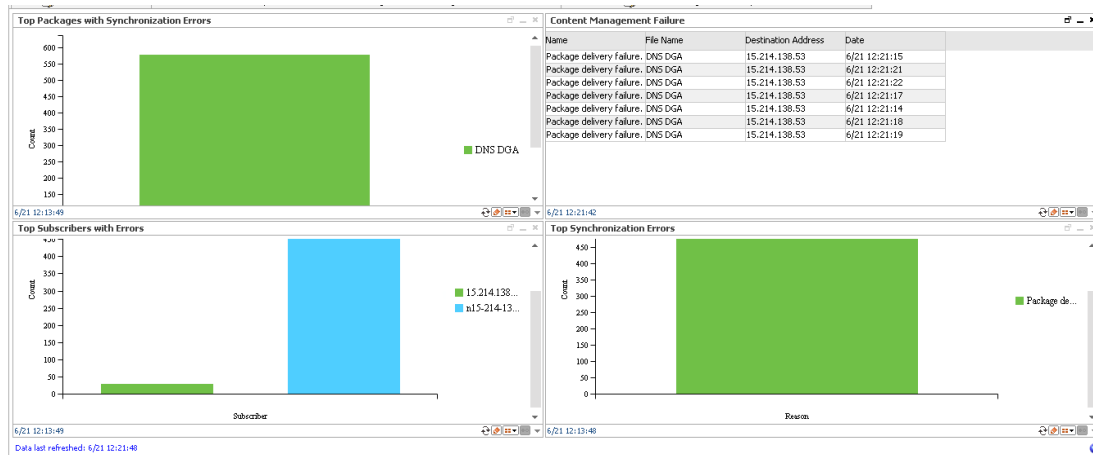 Top Packages with Synchronization Errors
600
550
500
450
400
350
300
250
200
150
Count
DNS DGA
6/21 12:13:49
Content Management Failure
Name File Name Destination Address Date
Package delivery failure. DNS DGA 15.214.138.53 6/21 12:21:15
Package delivery failure. DNS DGA 15.214.138.53 6/21 12:21:21
Package delivery failure. DNS DGA 15.214.138.53 6/21 12:21:22
Package delivery failure. DNS DGA 15.214.138.53 6/21 12:21:17
Package delivery failure. DNS DGA 15.214.138.53 6/21 12:21:14
Package delivery failure. DNS DGA 15.214.138.53 6/21 12:21:18
Package delivery failure. DNS DGA 15.214.138.53 6/21 12:21:19
6/21 12:21:42
Top Subscribers with Errors
450
400
350
300
250
200
150
100
50
0
Count
Subscriber
15.214.138...
n15-214-13...
6/21 12:13:49
Top Synchronization Errors
450
400
350
300
250
200
150
100
50
0
Count
Reason
Package de...
6/21 12:13:48
Data last refreshed: 6/21 12:21:48